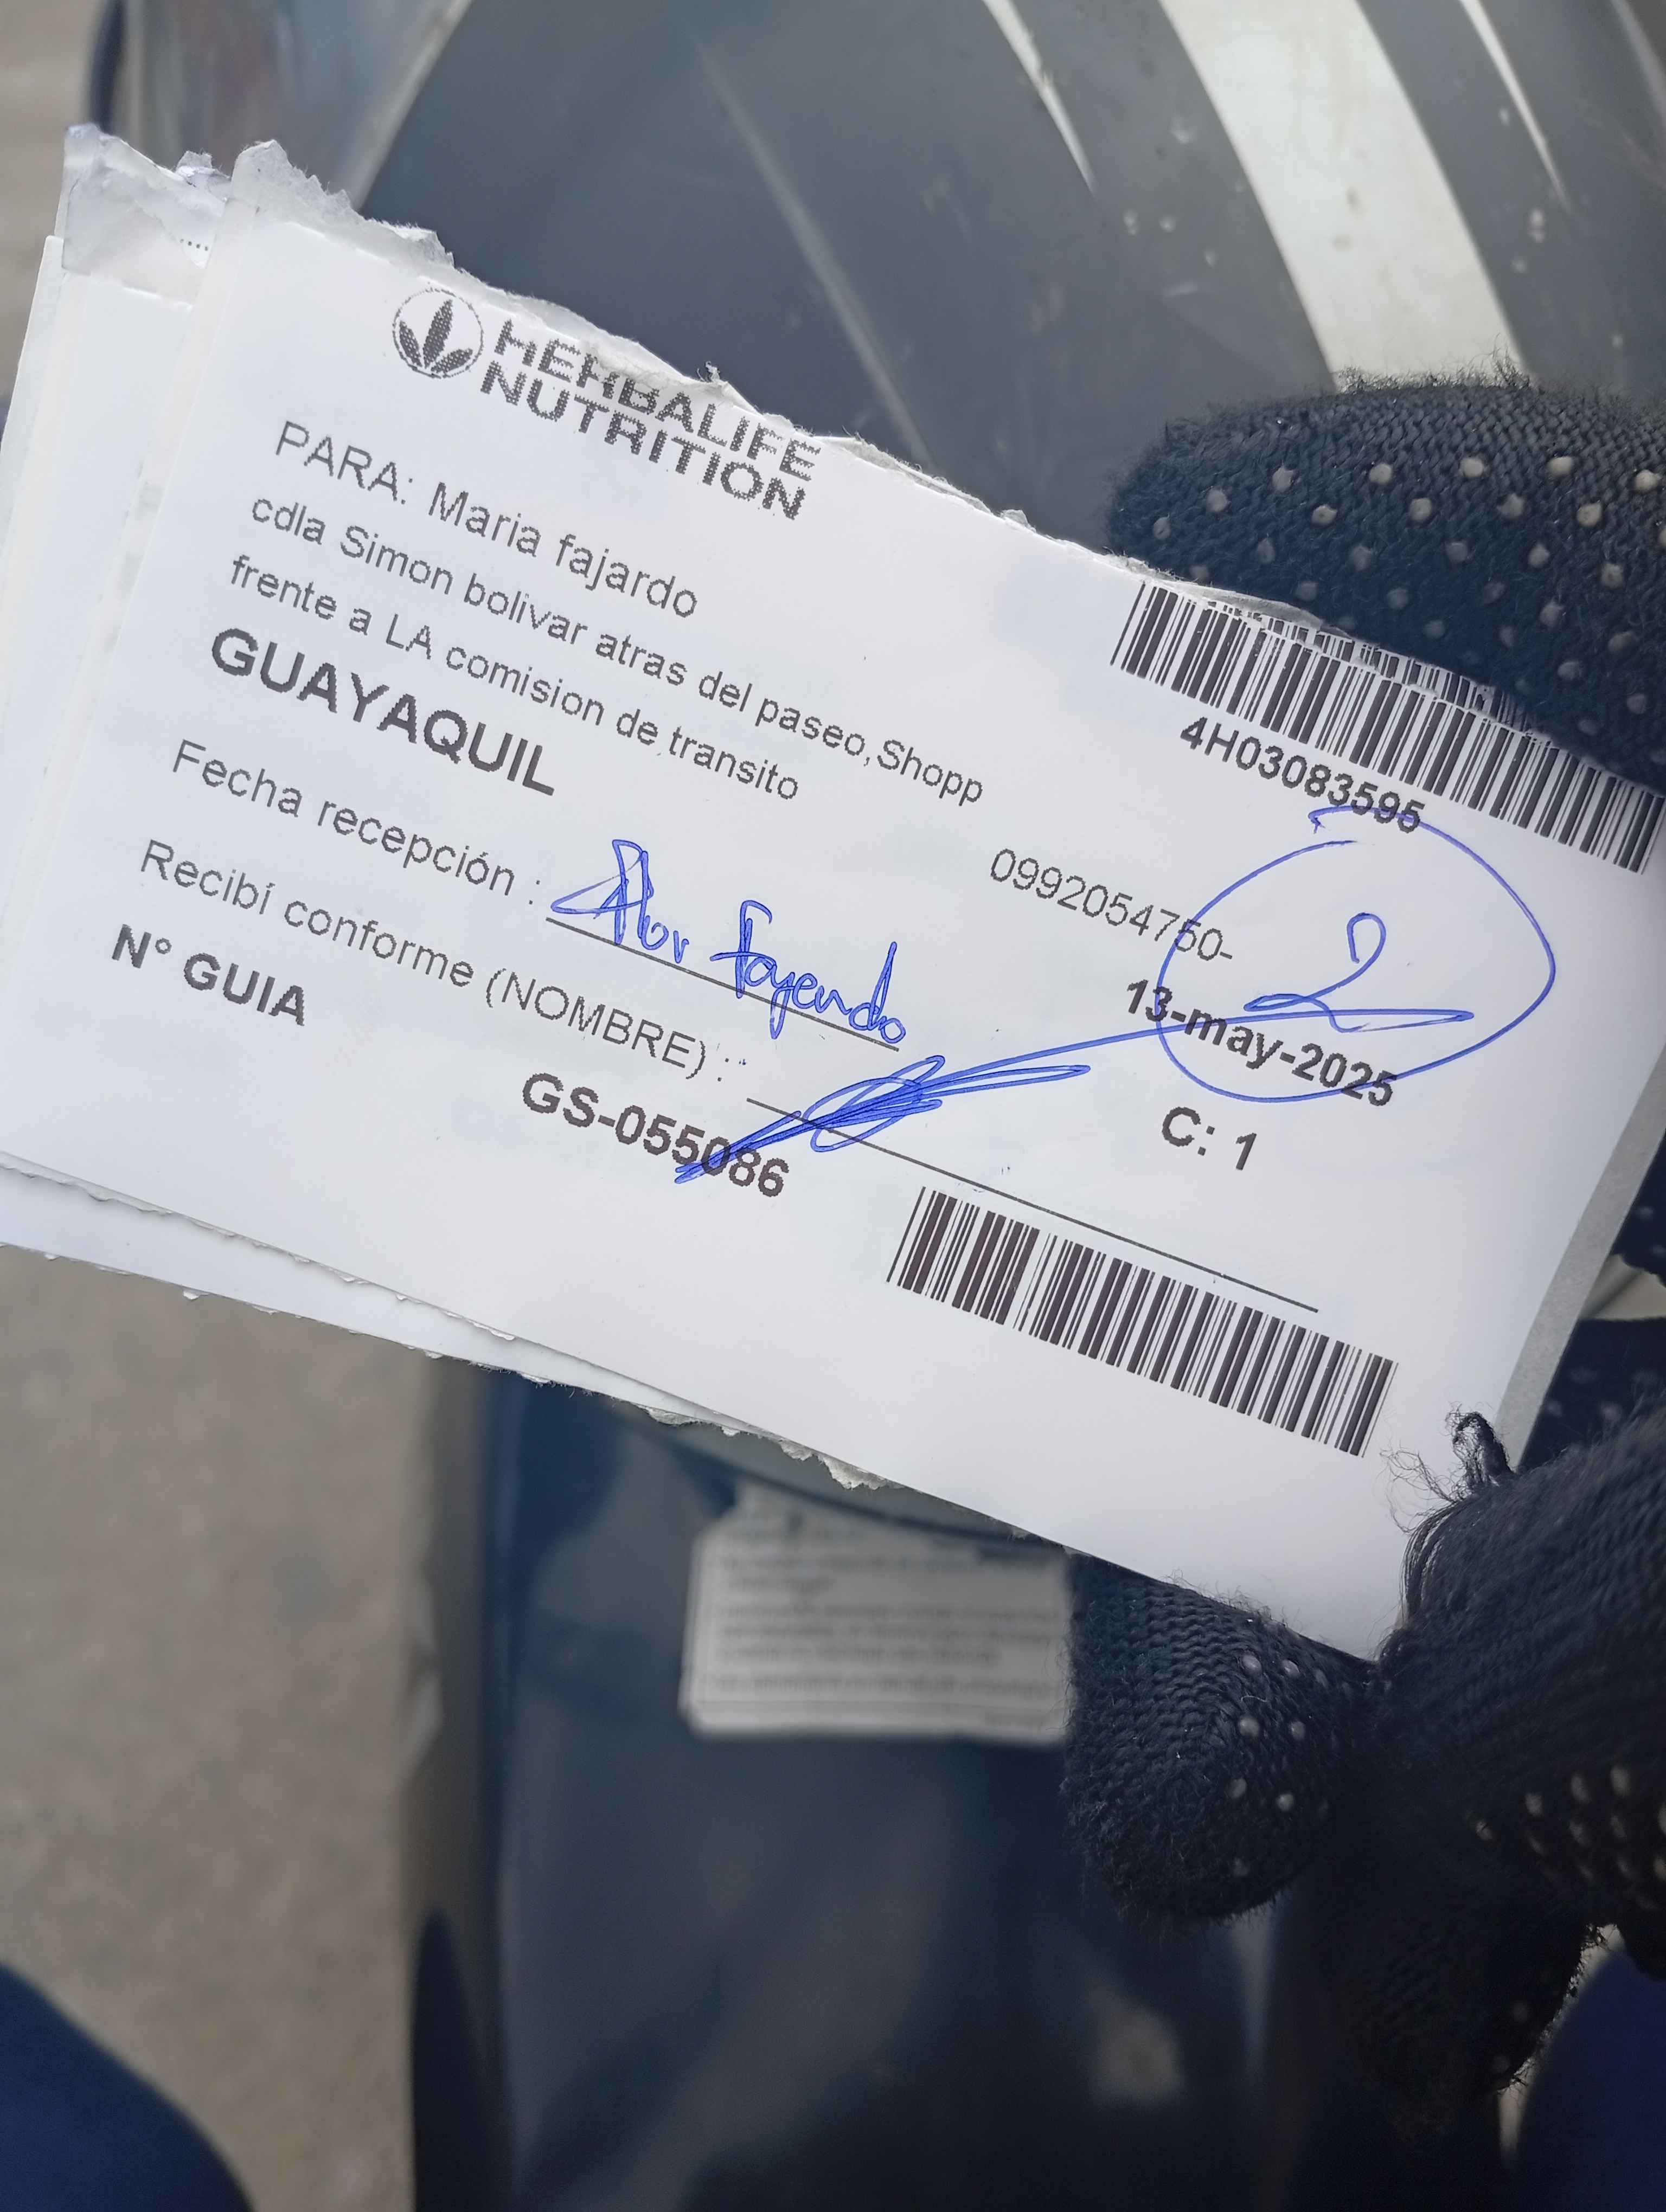 HERBALIFE
NUTRITION
PARA: Maria fajardo
cdla Simon bolivar atras del paseo,Shopp
frente a LA comision de transito
GUAYAQUIL
4H03083595
0992054750-
13-may-2025
2
C: 1
Fecha recepción :
Recibí conforme (NOMBRE) :
N° GUIA
GS-055086